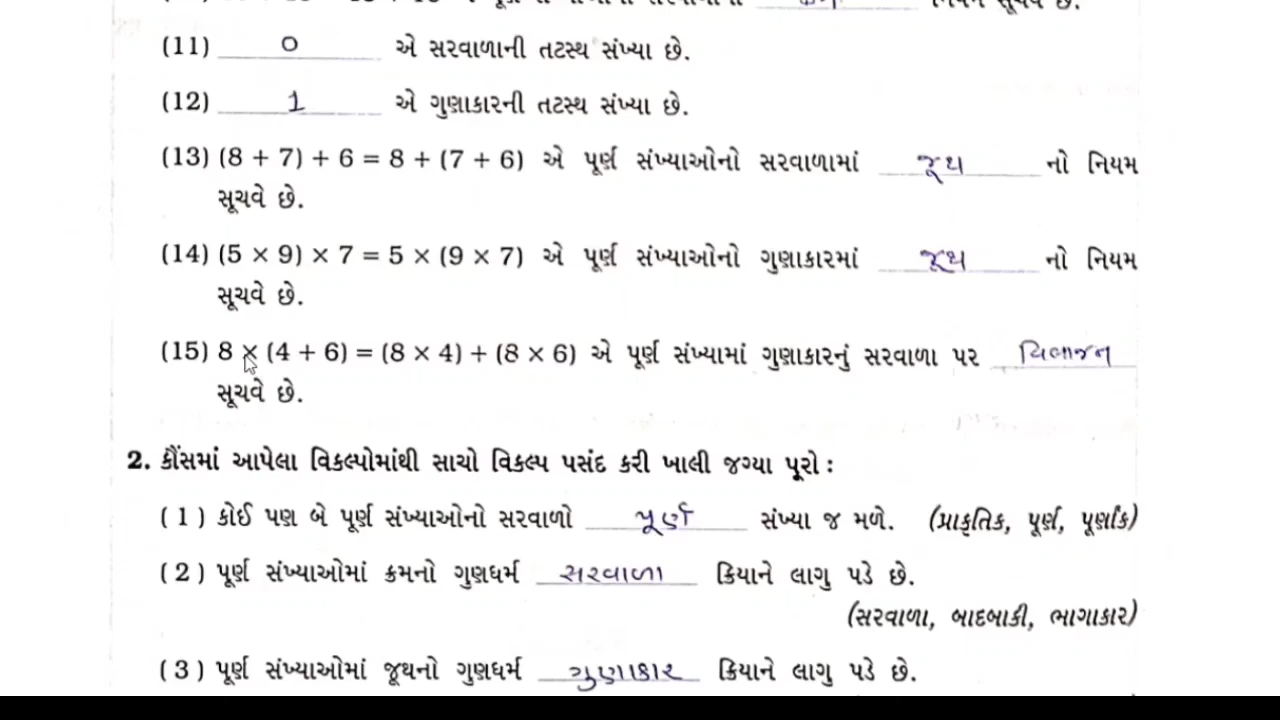 નિયમ સૂચવે છે.
(11) 0 એ સરવાળાની તટસ્થ સંખ્યા છે.
(12) 1 એ ગુણાકારની તટસ્થ સંખ્યા છે.
(13) (8 + 7) + 6 = 8 + (7 + 6) એ પૂર્ણ સંખ્યાઓનો સરવાળામાં જૂથ નો નિયમ
સૂચવે છે.
(14) (5 × 9) × 7 = 5 × (9 × 7) એ પૂર્ણ સંખ્યાઓનો ગુણાકારમાં જૂથ નો નિયમ
સૂચવે છે.
(15) 8 × (4 + 6) = (8 × 4) + (8 × 6) એ પૂર્ણ સંખ્યામાં ગુણાકારનું સરવાળા પર વિભાજન
સૂચવે છે.
2. કૌંસમાં આપેલા વિકલ્પોમાંથી સાચો વિકલ્પ પસંદ કરી ખાલી જગ્યા પૂરો :
( 1 ) કોઈ પણ બે પૂર્ણ સંખ્યાઓનો સરવાળો પૂર્ણ સંખ્યા જ મળે. (પ્રાકૃતિક, પૂર્ણ, પૂર્ણાંક)
( 2 ) પૂર્ણ સંખ્યાઓમાં ક્રમનો ગુણધર્મ સરવાળા ક્રિયાને લાગુ પડે છે.
(સરવાળા, બાદબાકી, ભાગાકાર)
( 3 ) પૂર્ણ સંખ્યાઓમાં જૂથનો ગુણધર્મ ગુણાકાર ક્રિયાને લાગુ પડે છે.